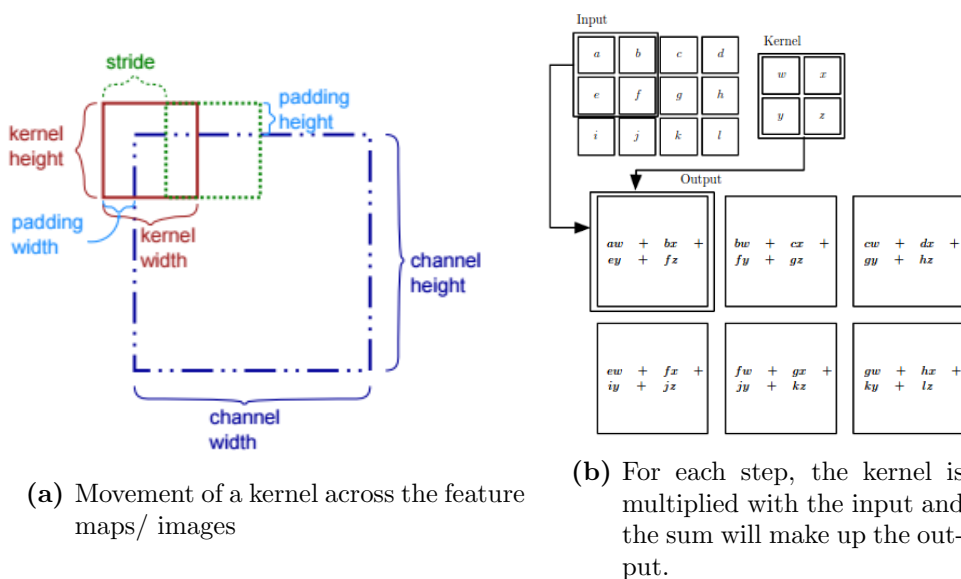 stride
padding
height
kernel
height
padding
width
kernel
width
channel
height
channel
width
(a) Movement of a kernel across the feature
maps/ images
Input
a b c d
e f g h
i j k l
Kernel
w x
y z
Output
aw + bx +
ey + fz
bw + cx +
fy + gz
cw + dx +
gy + hz
ew + fx +
iy + jz
fw + gx +
jy + kz
gw + hx +
ky + lz
(b) For each step, the kernel is
multiplied with the input and
the sum will make up the out-
put.